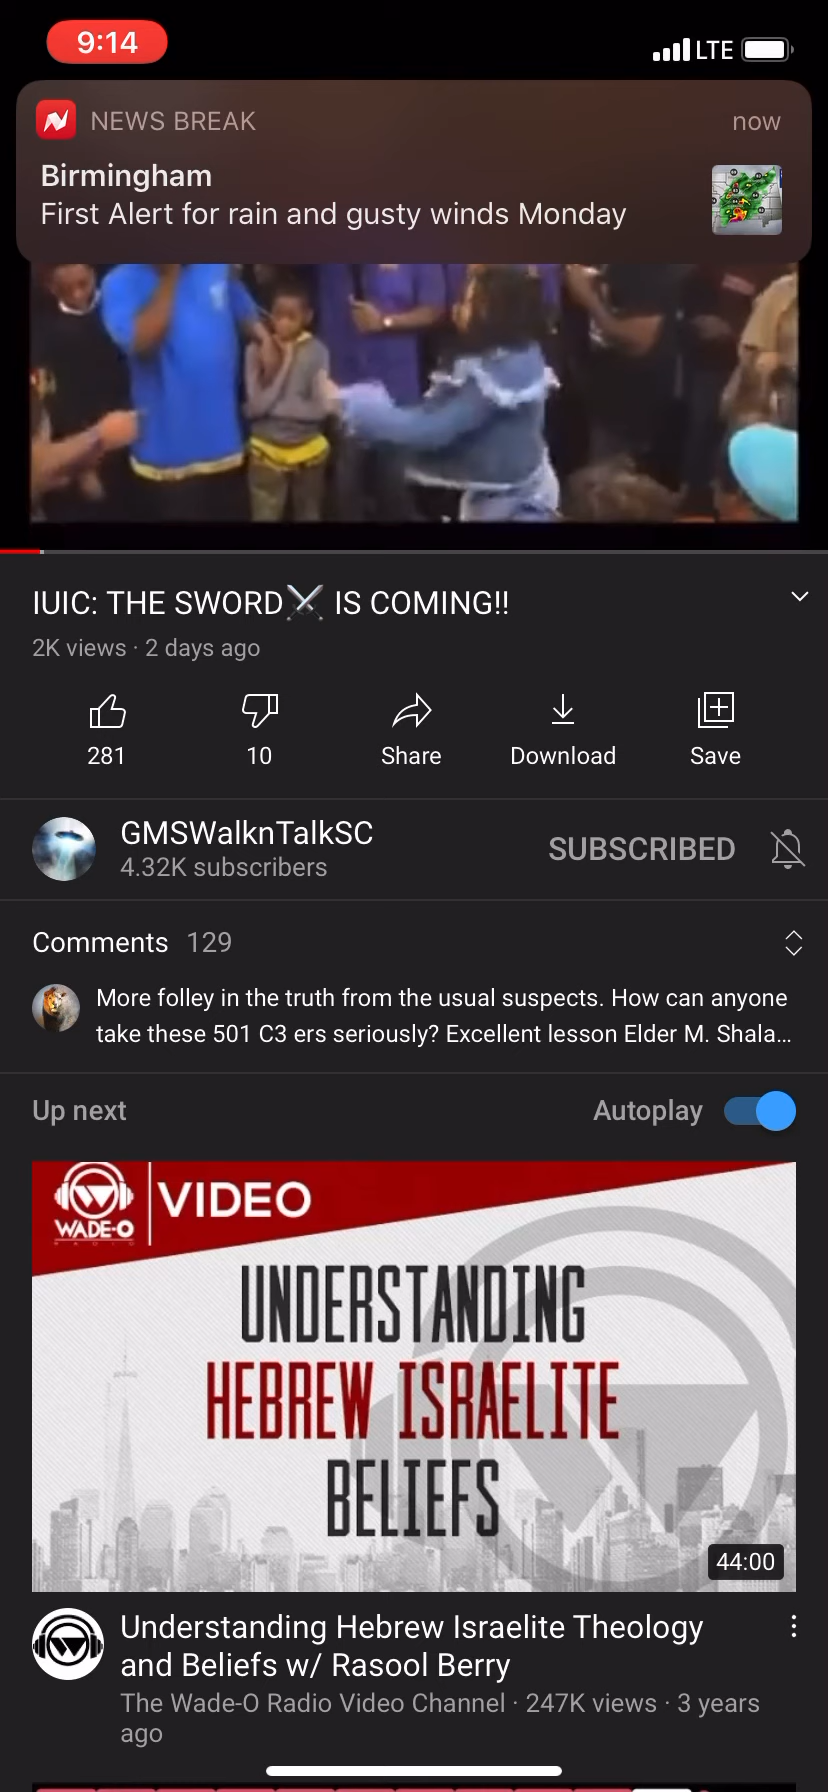 9:14
LTE
NEWS BREAK
now
Birmingham
First Alert for rain and gusty winds Monday
IUIC: THE SWORD⚔️ IS COMING!!
2K views · 2 days ago
281
10
Share
Download
Save
GMSWalknTalkSC
4.32K subscribers
SUBSCRIBED
Comments 129
More folley in the truth from the usual suspects. How can anyone
take these 501 C3 ers seriously? Excellent lesson Elder M. Shala...
Up next
Autoplay
WADE-O
RADIO
VIDEO
UNDERSTANDING
HEBREW ISRAELITE
BELIEFS
44:00
Understanding Hebrew Israelite Theology
and Beliefs w/ Rasool Berry
The Wade-O Radio Video Channel · 247K views · 3 years
ago